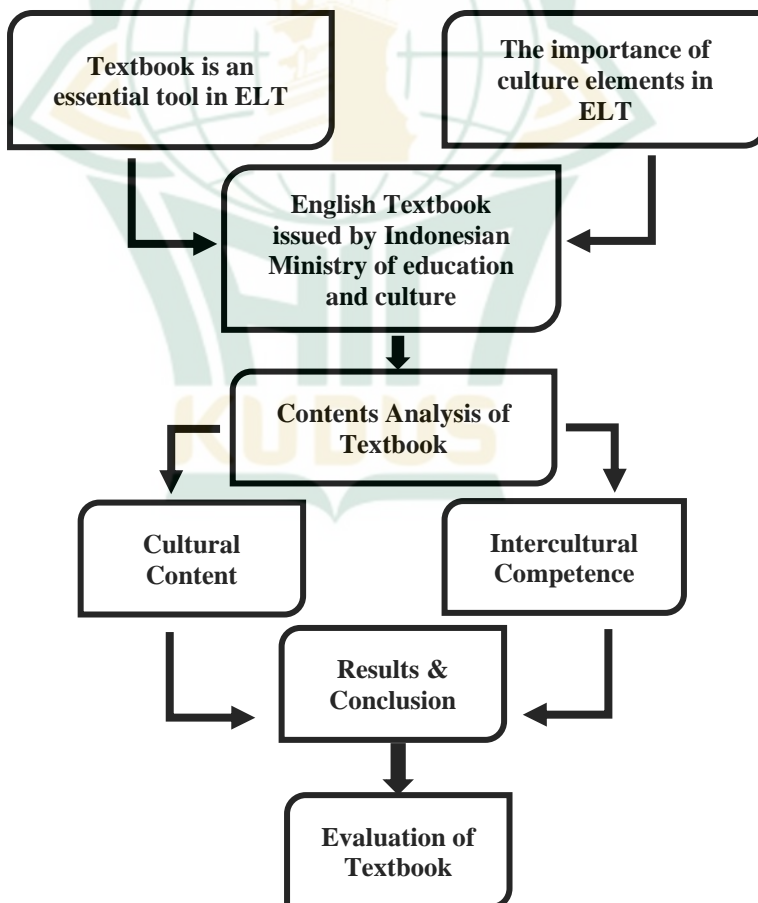 Textbook is an
essential tool in ELT
The importance of
culture elements in
ELT
English Textbook
issued by Indonesian
Ministry of education
and culture
Contents Analysis of
Textbook
KUDUS
Cultural
Content
Intercultural
Competence
Results &
Conclusion
Evaluation of
Textbook